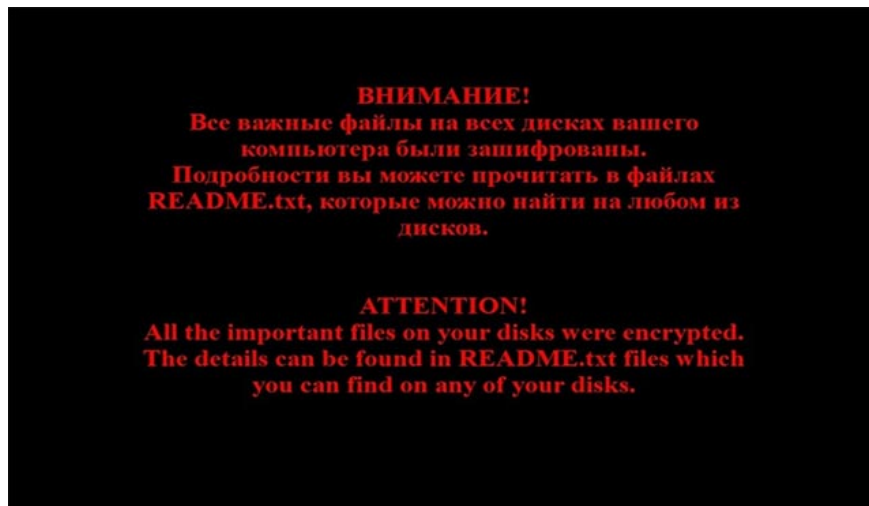 ВНИМАНИЕ!
Все важные файлы на всех дисках вашего
компьютера были зашифрованы.
Подробности вы можете прочитать в файлах
README.txt, которые можно найти на любом из
дисков.
ATTENTION!
All the important files on your disks were encrypted.
The details can be found in README.txt files which
you can find on any of your disks.